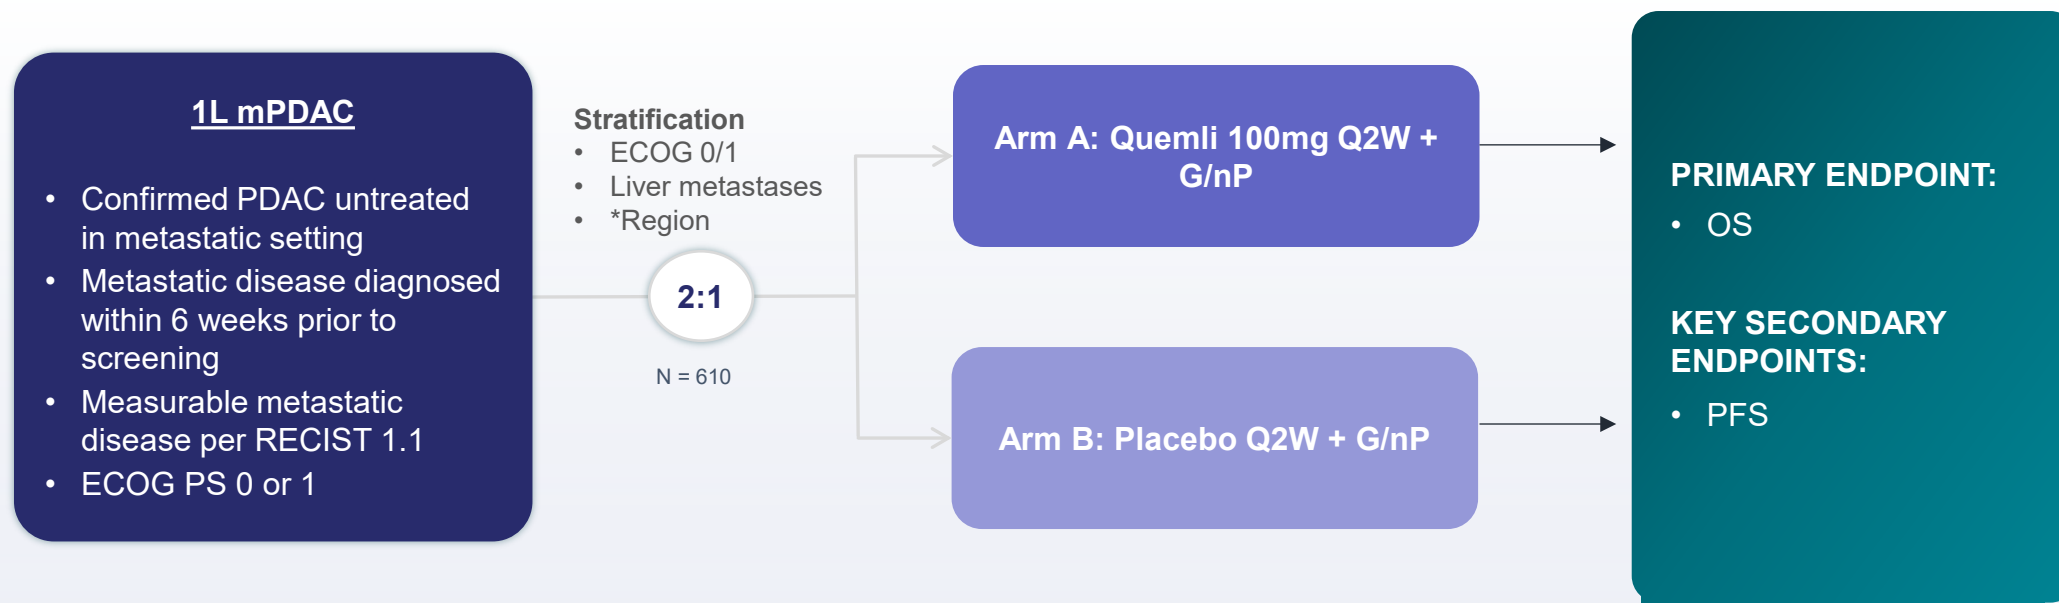 1L mPDAC
• Confirmed PDAC untreated
in metastatic setting
• Metastatic disease diagnosed
within 6 weeks prior to
screening
• Measurable metastatic
disease per RECIST 1.1
• ECOG PS 0 or 1
Stratification
• ECOG 0/1
• Liver metastases
• *Region
2:1
N = 610
Arm A: Quemli 100mg Q2W +
G/nP
Arm B: Placebo Q2W + G/nP
PRIMARY ENDPOINT:
• OS
KEY SECONDARY
ENDPOINTS:
• PFS